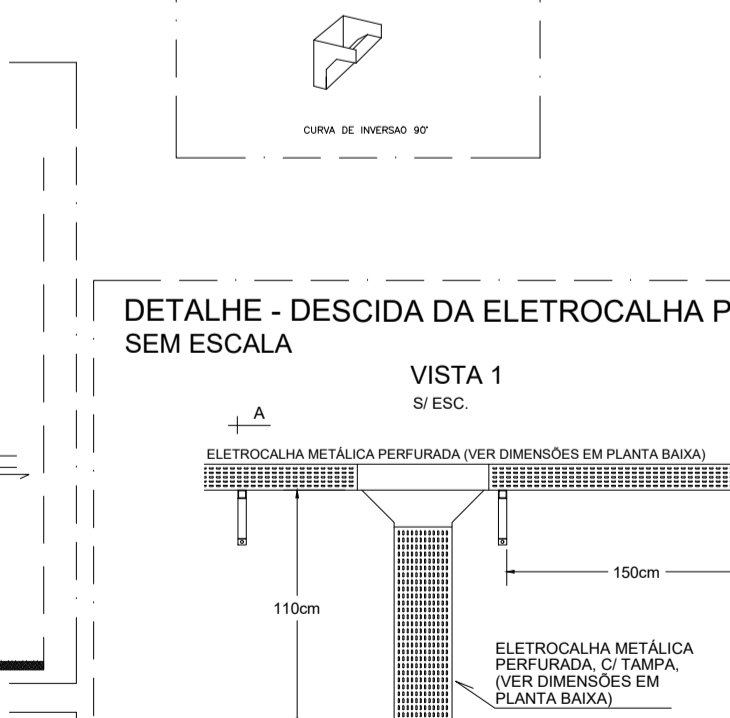 CURVA DE INVERSAO 90°
DETALHE - DESCIDA DA ELETROCALHA P
SEM ESCALA
VISTA 1
S/ ESC.
A
ELETROCALHA METÁLICA PERFURADA (VER DIMENSÕES EM PLANTA BAIXA)
150cm
110cm
ELETROCALHA METÁLICA
PERFURADA, C/ TAMPA,
(VER DIMENSÕES EM
PLANTA BAIXA)